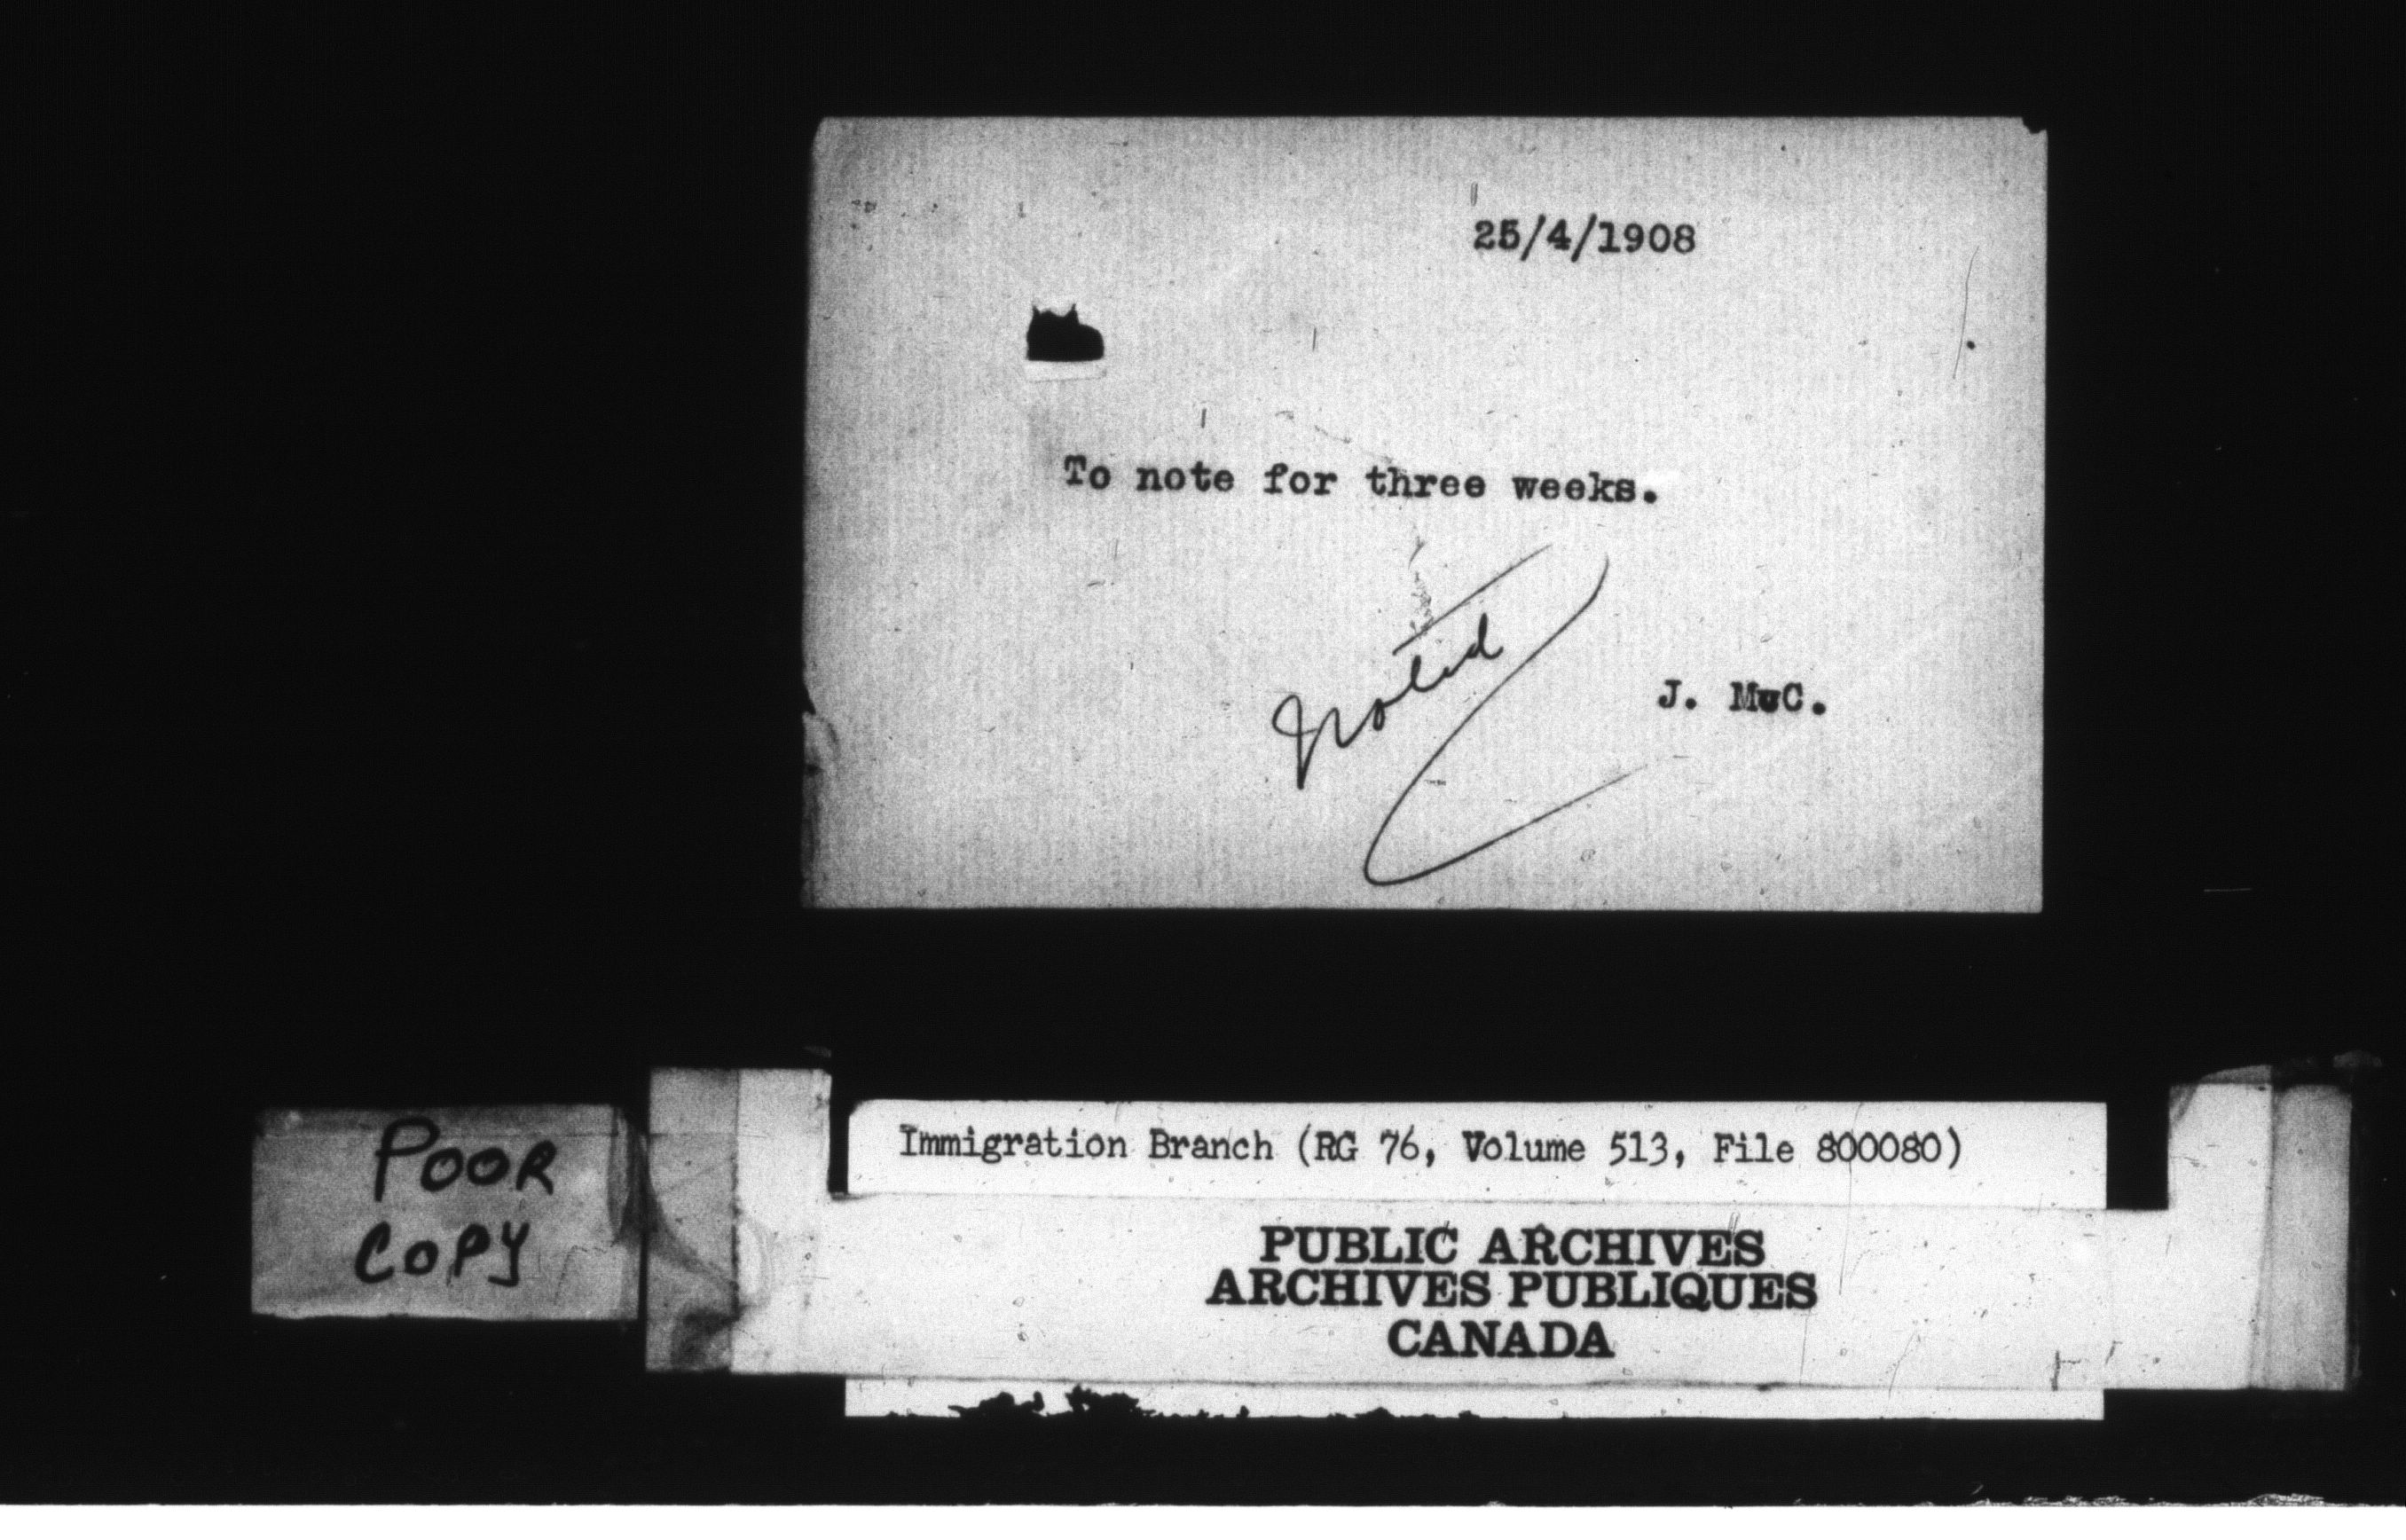 25/4/1908
To note for three weeks.
Noted
J. McC.
POOR
COPY
Immigration Branch (RG 76, Volume 513, File 800080)
PUBLIC ARCHIVES
ARCHIVES PUBLIQUES
CANADA